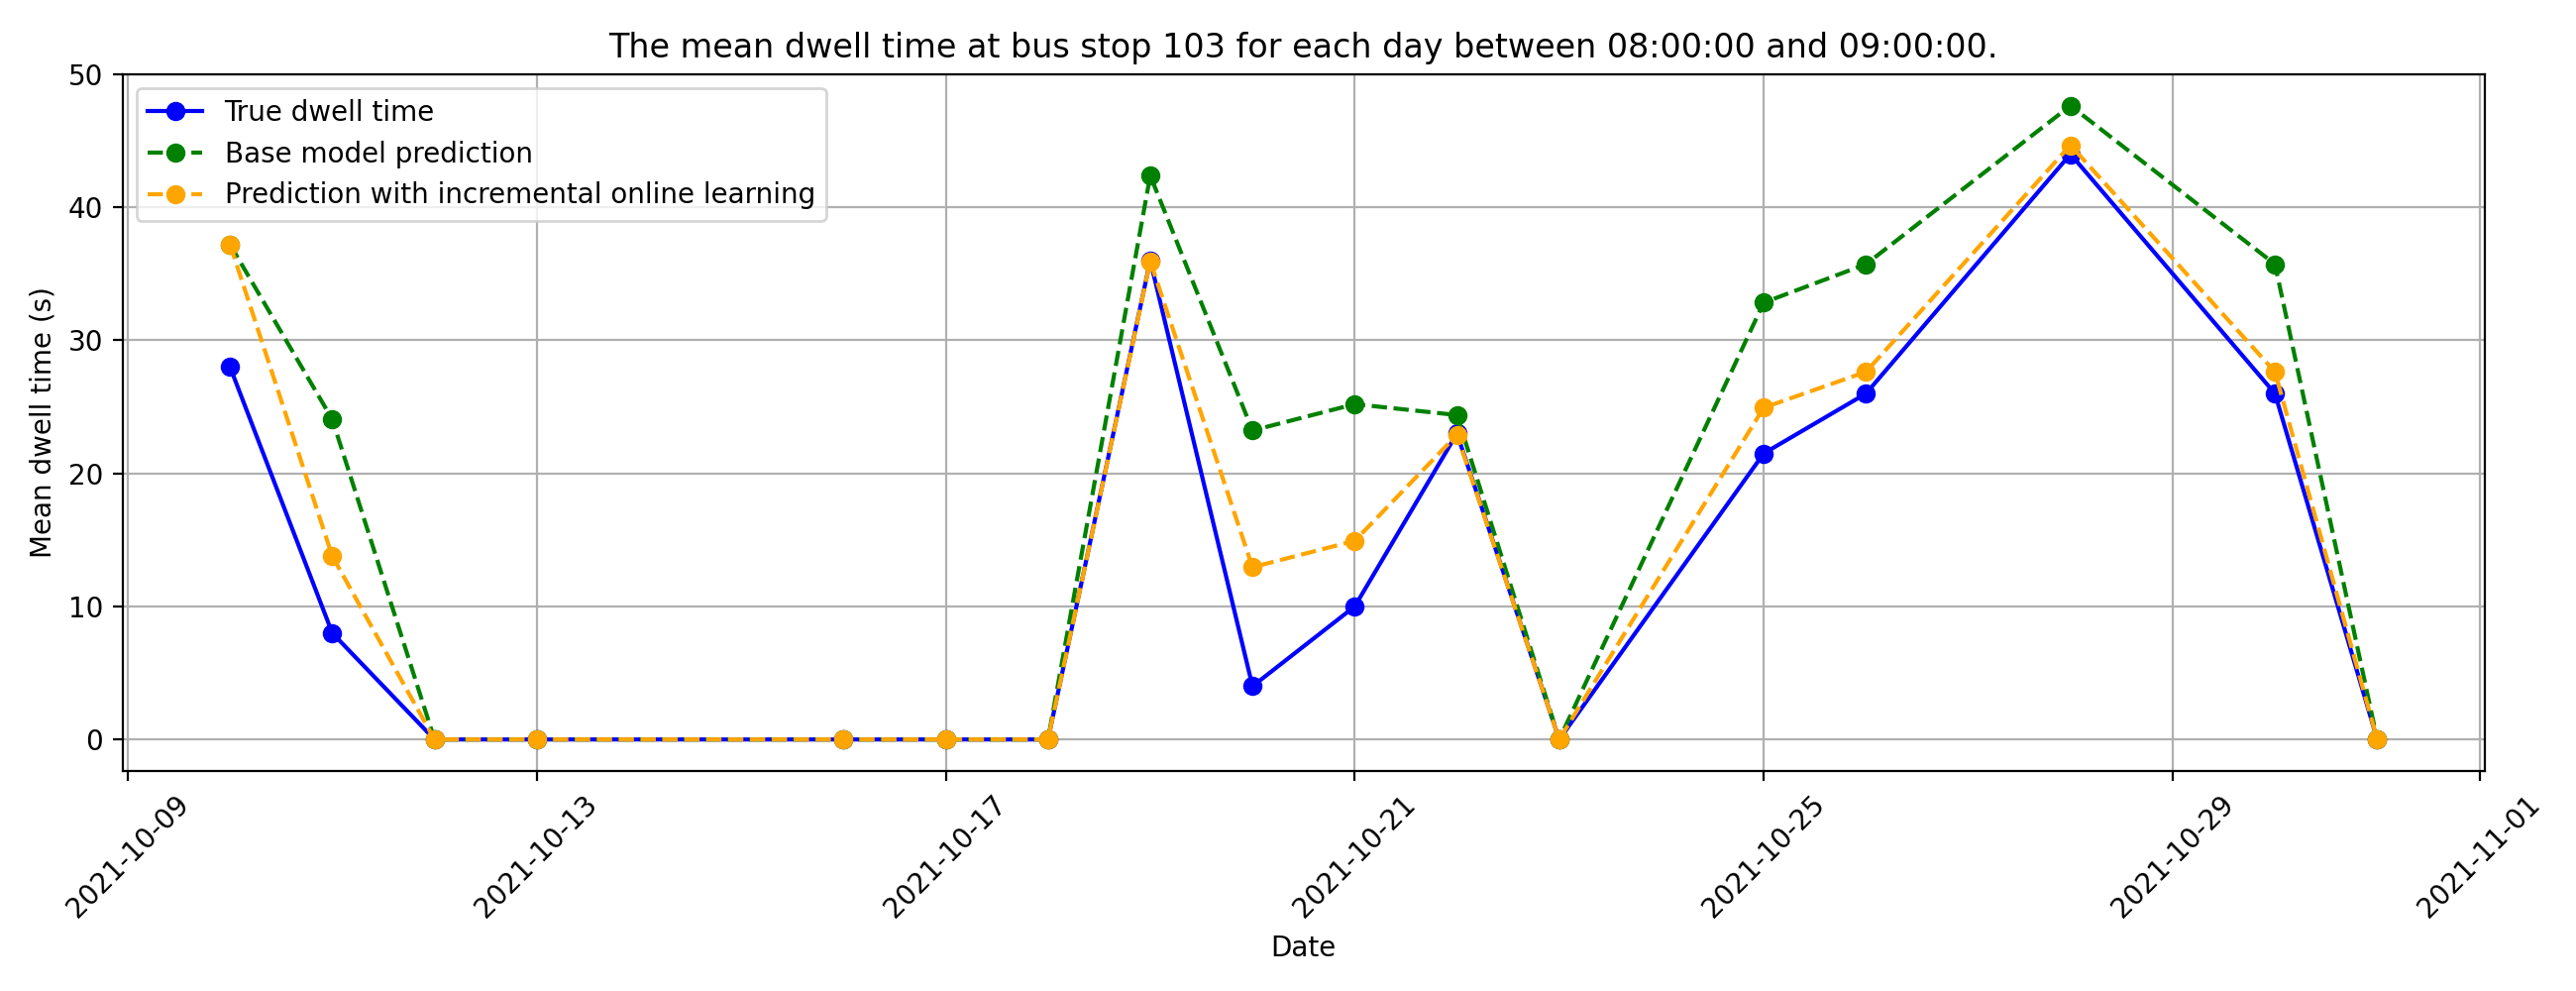 The mean dwell time at bus stop 103 for each day between 08:00:00 and 09:00:00.
True dwell time
Base model prediction
Prediction with incremental online learning
Mean dwell time (s)
50
40
30
20
10
0
2021-10-09
2021-10-13
2021-10-17
2021-10-21
2021-10-25
2021-10-29
2021-11-01
Date